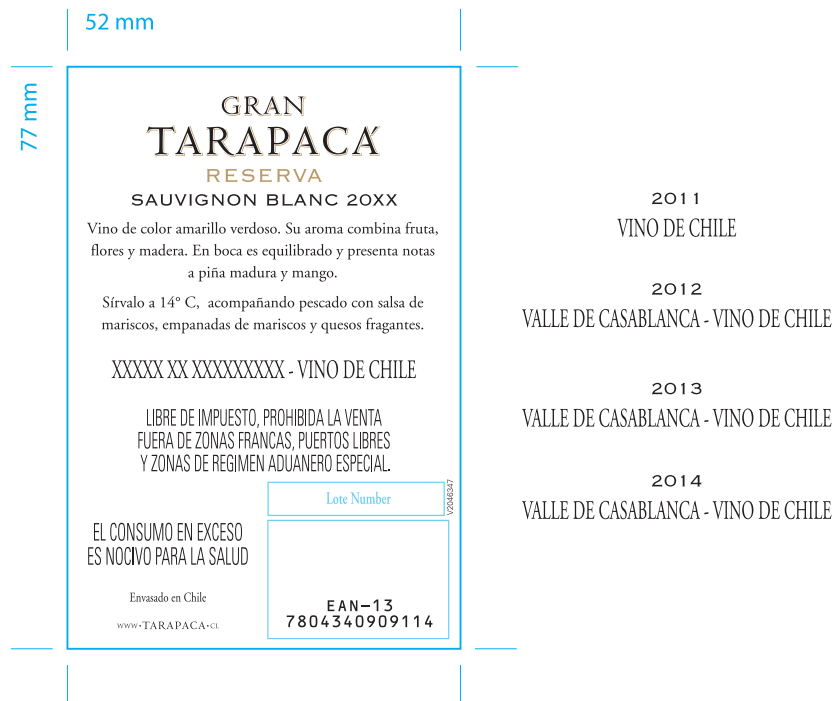 52 mm
77 mm
GRAN
TARAPACÁ
RESERVA
SAUVIGNON BLANC 20XX
Vino de color amarillo verdoso. Su aroma combina fruta,
flores y madera. En boca es equilibrado y presenta notas
a piña madura y mango.
Sírvalo a 14° C, acompañando pescado con salsa de
mariscos, empanadas de mariscos y quesos fragantes.
XXXXX XX XXXXXXXXX - VINO DE CHILE
LIBRE DE IMPUESTO, PROHIBIDA LA VENTA
FUERA DE ZONAS FRANCAS, PUERTOS LIBRES
Y ZONAS DE REGIMEN ADUANERO ESPECIAL.
Lote Number
V2046347
EL CONSUMO EN EXCESO
ES NOCIVO PARA LA SALUD
Envasado en Chile
WWW•TARAPACA•CL
EAN-13
7804340909114
2011
VINO DE CHILE
2012
VALLE DE CASABLANCA - VINO DE CHILE
2013
VALLE DE CASABLANCA - VINO DE CHILE
2014
VALLE DE CASABLANCA - VINO DE CHILE